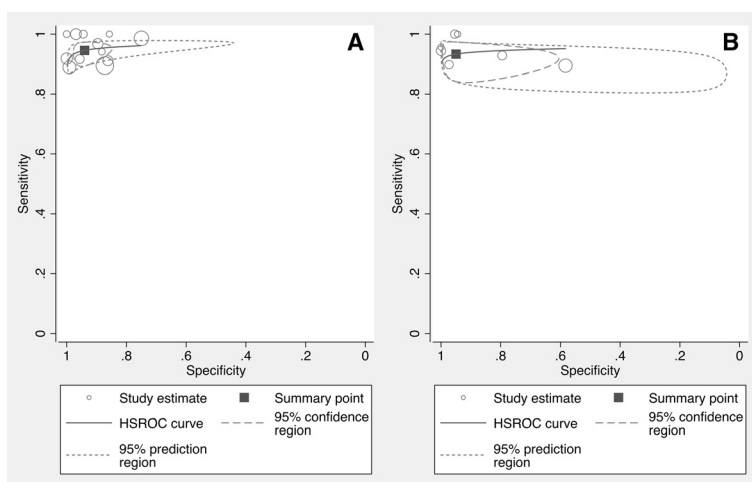 A
Sensitivity
1
.8
.6
.4
.2
0
1 .8 .6 .4 .2 0
Specificity
Study estimate Summary point
HSROC curve 95% confidence
region
95% prediction
region
B
Sensitivity
1
.8
.6
.4
.2
0
1 .8 .6 .4 .2 0
Specificity
Study estimate Summary point
HSROC curve 95% confidence
region
95% prediction
region